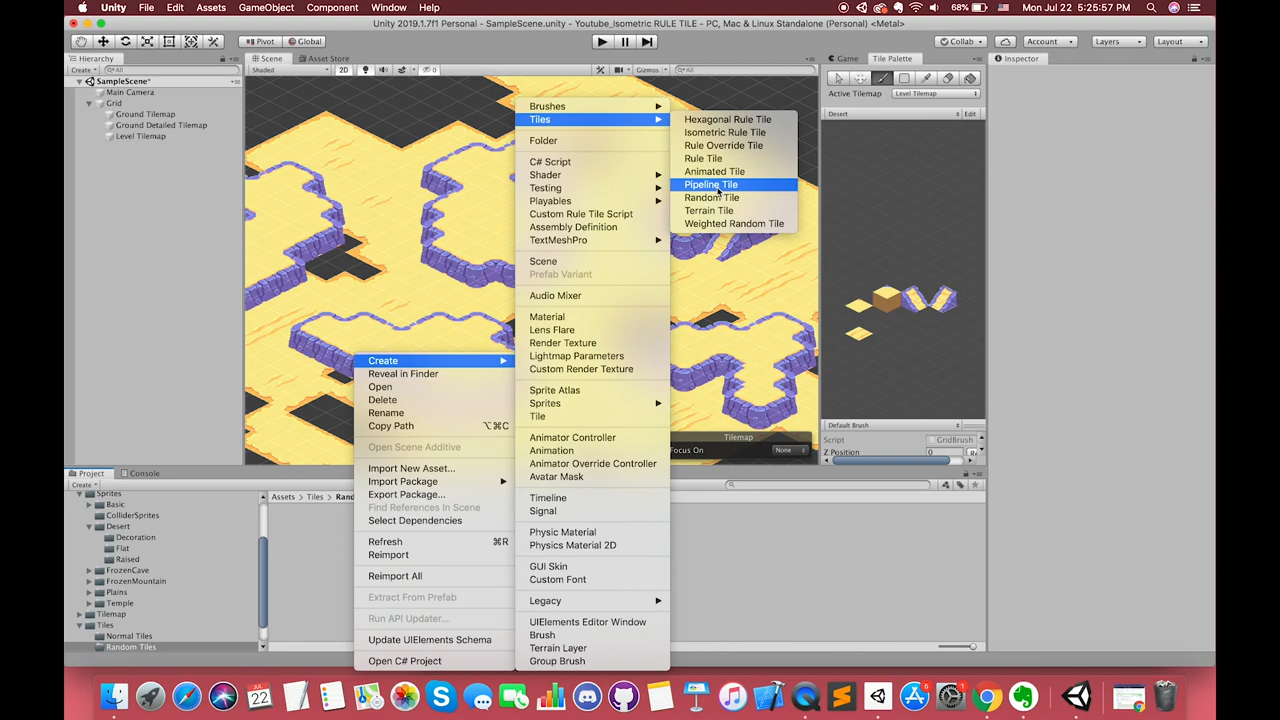 Unity File Edit Assets GameObject Component Window Help 68% Mon Jul 22 5:25:57 PM
Unity 2019.1.7f1 Personal - SampleScene.unity - Youtube_Isometric RULE TILE - PC, Mac & Linux Standalone (Personal) <Metal>
Pivot Global Collab Account Layers Layout
Hierarchy
Create All
SampleScene*
Main Camera
Grid
Ground Tilemap
Ground Detailed Tilemap
Level Tilemap
Scene Asset Store
Shaded 2D 0 Gizmos All
Brushes
Tiles
Folder
C# Script
Shader
Testing
Playables
Custom Rule Tile Script
Assembly Definition
TextMeshPro
Scene
Prefab Variant
Audio Mixer
Material
Lens Flare
Render Texture
Lightmap Parameters
Custom Render Texture
Sprite Atlas
Sprites
Tile
Animator Controller
Animation
Animator Override Controller
Avatar Mask
Timeline
Signal
Physic Material
Physics Material 2D
GUI Skin
Custom Font
Legacy
UIElements Editor Window
Brush
Terrain Layer
Group Brush
Hexagonal Rule Tile
Isometric Rule Tile
Rule Override Tile
Rule Tile
Animated Tile
Pipeline Tile
Random Tile
Terrain Tile
Weighted Random Tile
Create
Reveal in Finder
Open
Delete
Rename
Copy Path ⌥⌘C
Open Scene Additive
Import New Asset...
Import Package
Export Package...
Find References In Scene
Select Dependencies
Refresh ⌘R
Reimport
Reimport All
Extract From Prefab
Run API Updater...
Update UIElements Schema
Open C# Project
Tilemap
Focus On None
Game Tile Palette
Active Tilemap Level Tilemap
Desert Edit
Default Brush
Script GridBrush
Z Position 0
Inspector
Project Console
Create
Sprites
Basic
ColliderSprites
Desert
Decoration
Flat
Raised
FrozenCave
FrozenMountain
Plains
Temple
Tilemap
Tiles
Normal Tiles
Random Tiles
Assets Tiles
JUL
22